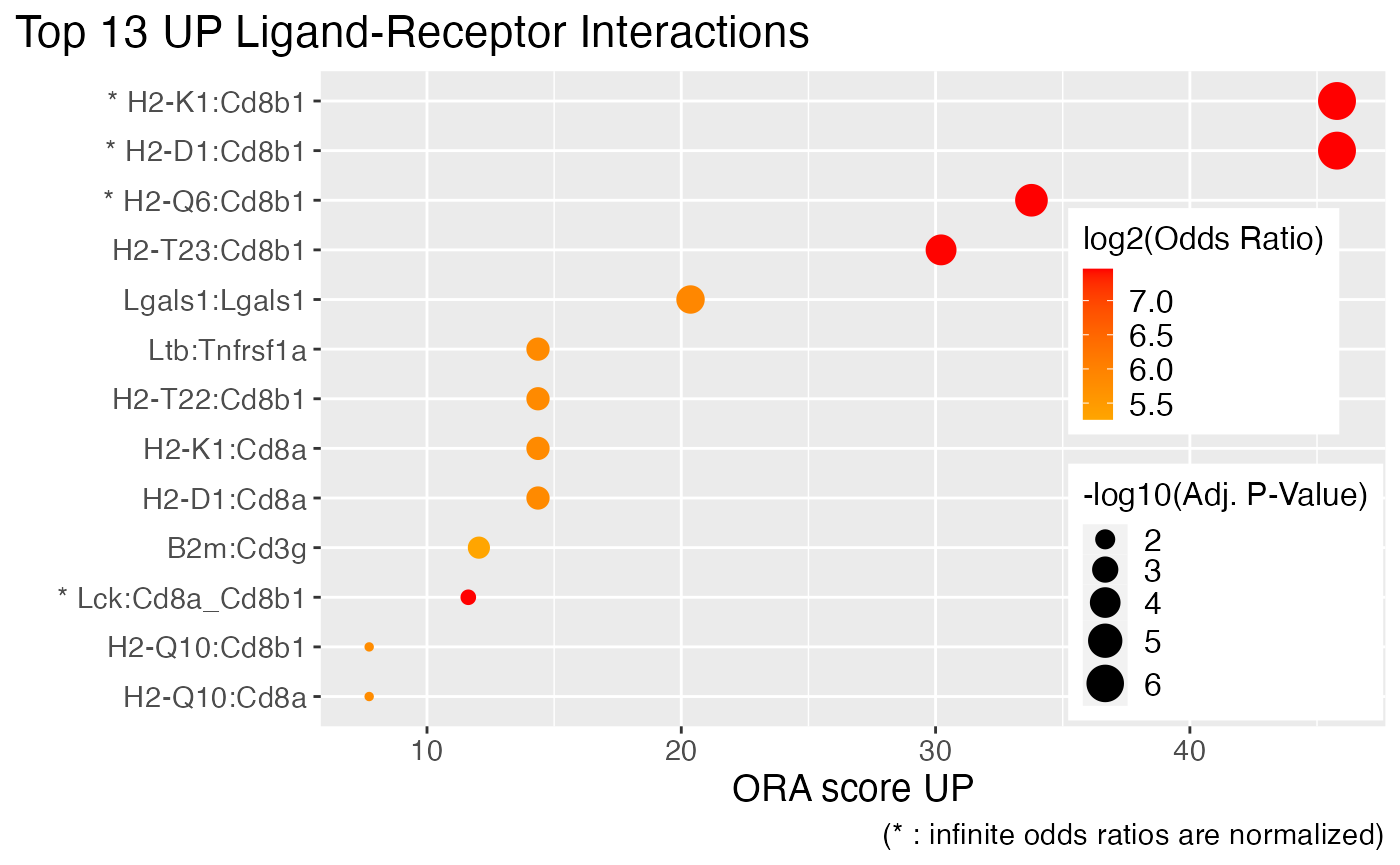 Top 13 UP Ligand-Receptor Interactions
* H2-K1:Cd8b1
* H2-D1:Cd8b1
* H2-Q6:Cd8b1
H2-T23:Cd8b1
Lgals1:Lgals1
Ltb:Tnfrsf1a
H2-T22:Cd8b1
H2-K1:Cd8a
H2-D1:Cd8a
B2m:Cd3g
* Lck:Cd8a_Cd8b1
H2-Q10:Cd8b1
H2-Q10:Cd8a
log2(Odds Ratio)
7.0
6.5
6.0
5.5
-log10(Adj. P-Value)
2
3
4
5
6
10 20 30 40
ORA score UP
(* : infinite odds ratios are normalized)